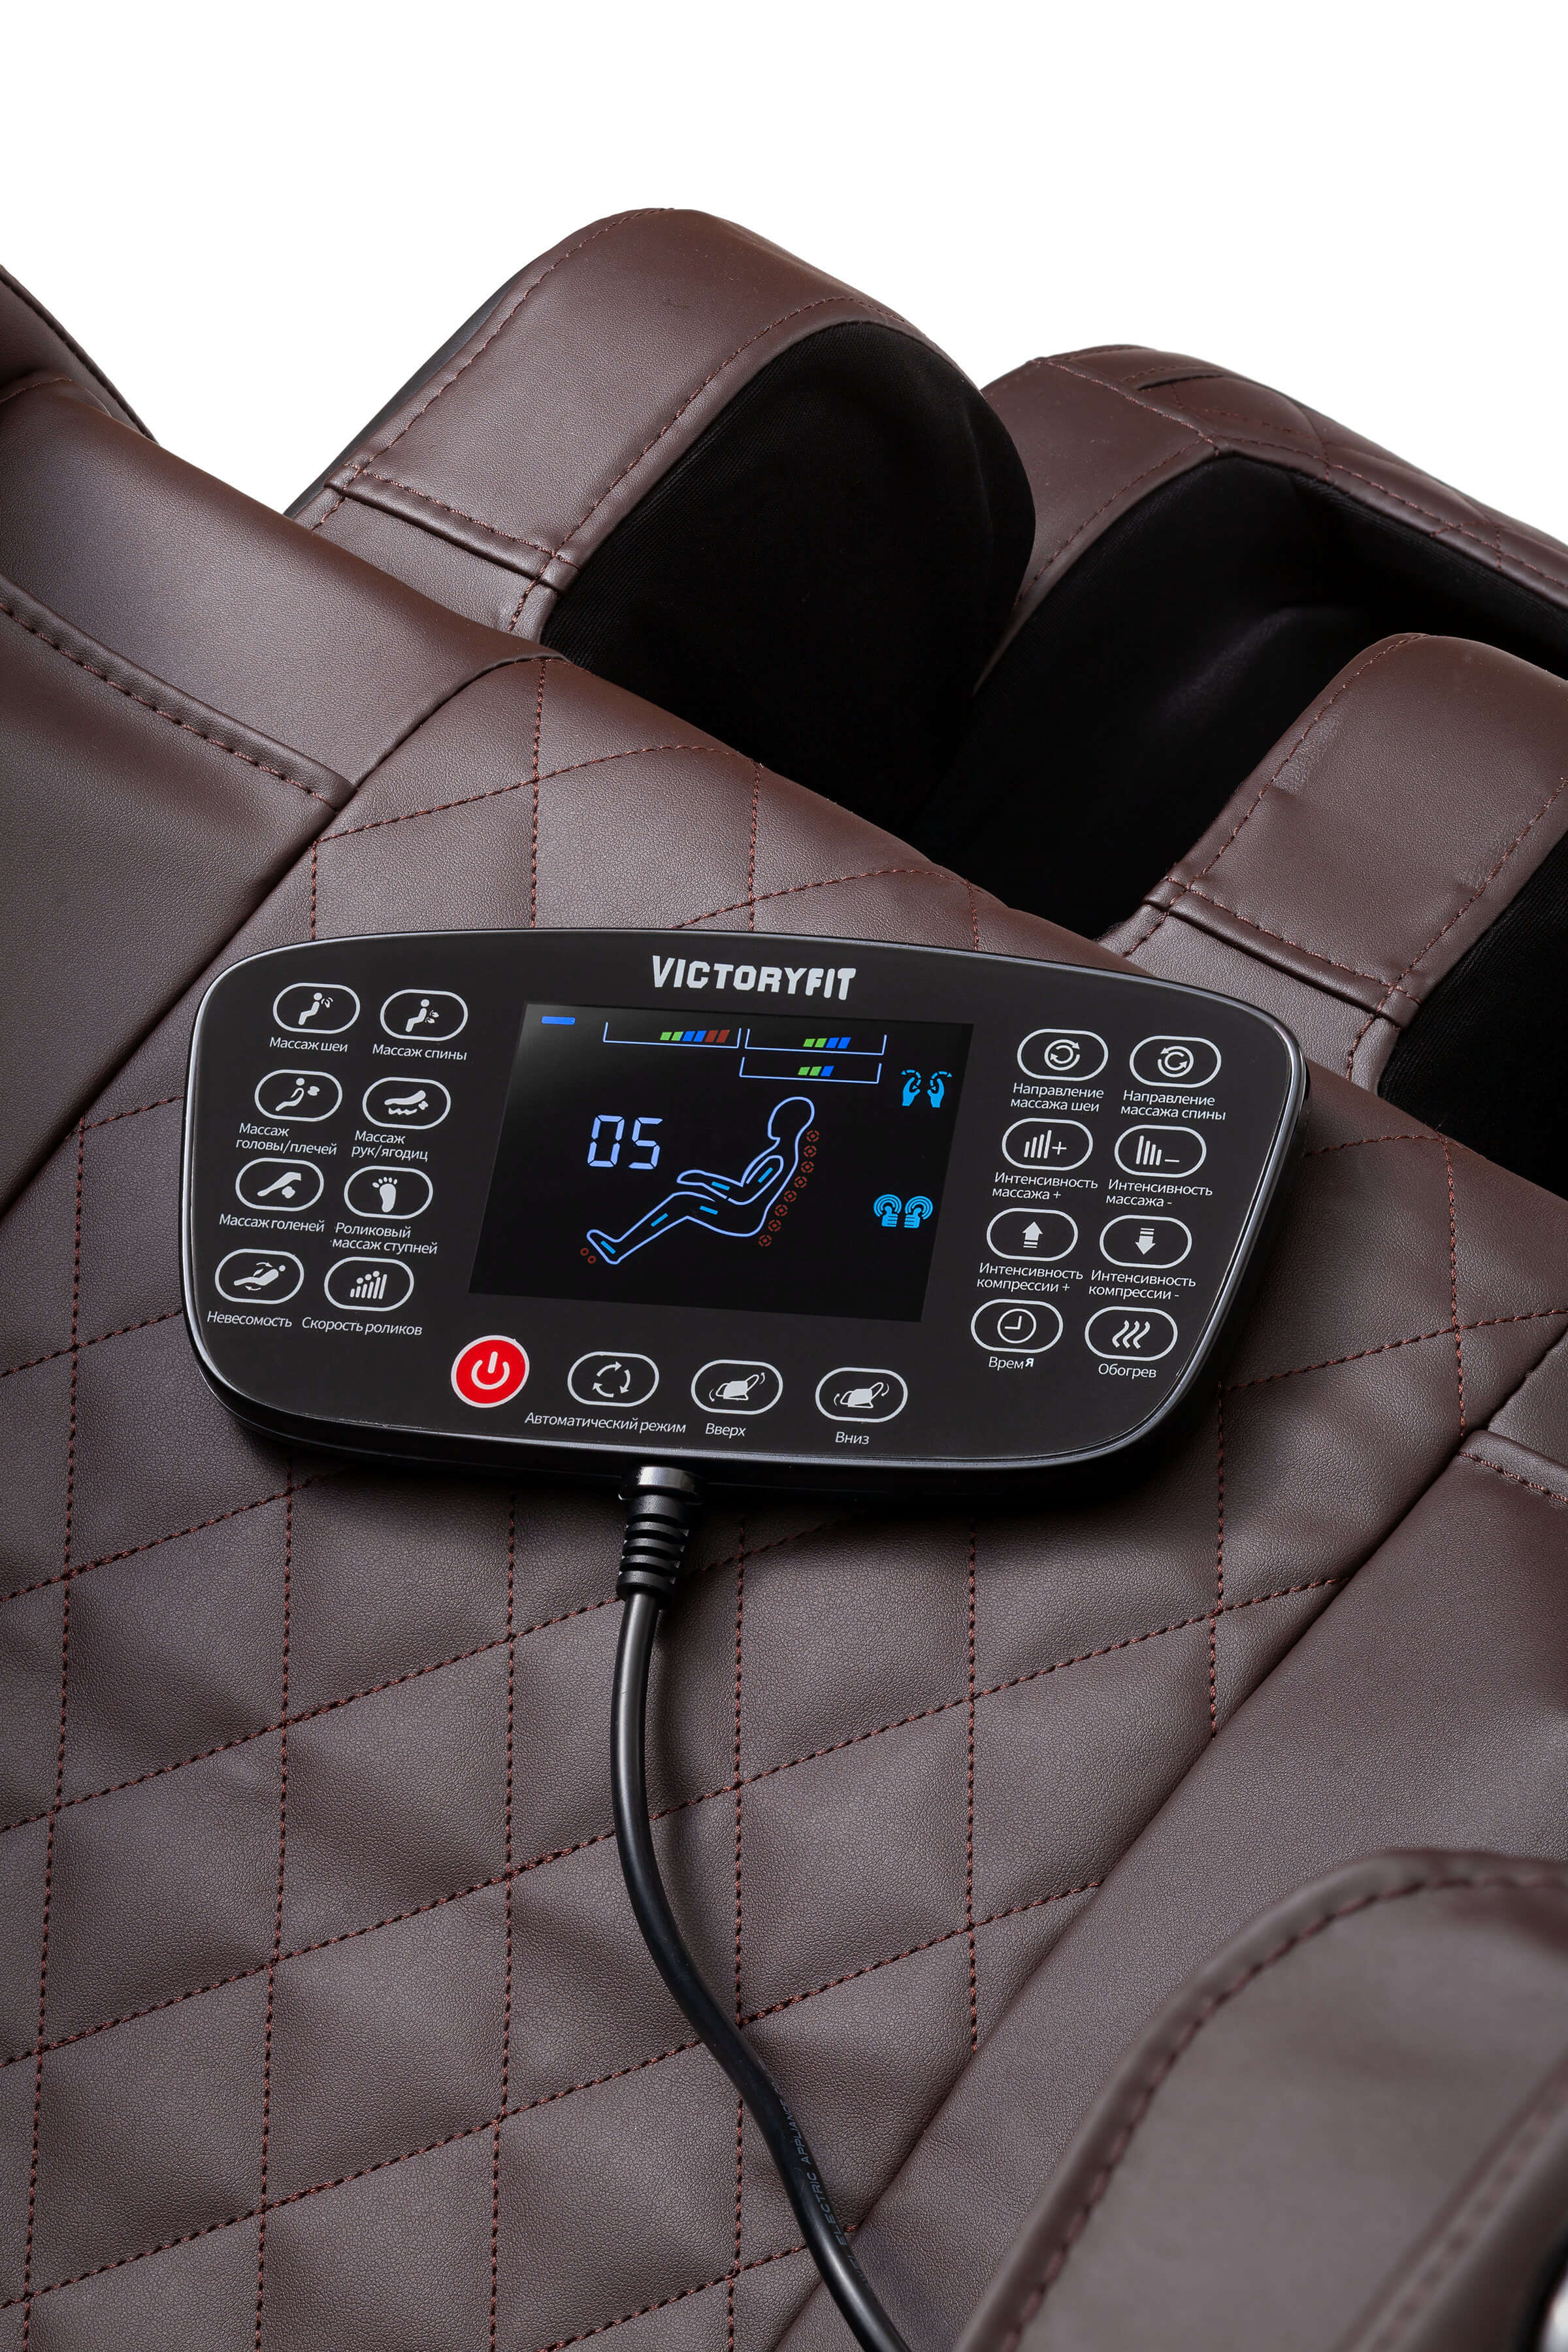 VICTORYFIT
Массаж шеи
Массаж спины
Массаж
головы/плечей
Массаж
рук/ягодиц
Массаж голеней
Роликовый
массаж ступней
Невесомость
Скорость роликов
05
Направление
массажа шеи
Направление
массажа спины
Интенсивность
массажа +
Интенсивность
массажа -
Интенсивность
компрессии +
Интенсивность
компрессии -
Время
Обогрев
Автоматический режим
Вверх
Вниз
ELECTRIC APPLIANCE